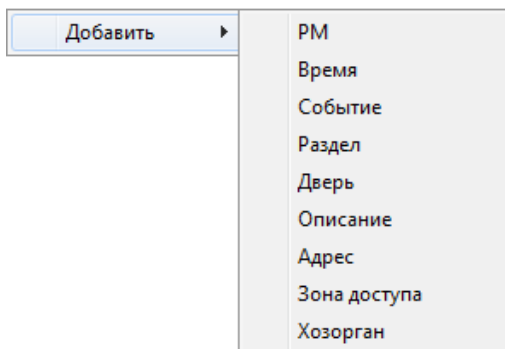 Добавить
РМ
Время
Событие
Раздел
Дверь
Описание
Адрес
Зона доступа
Хозорган